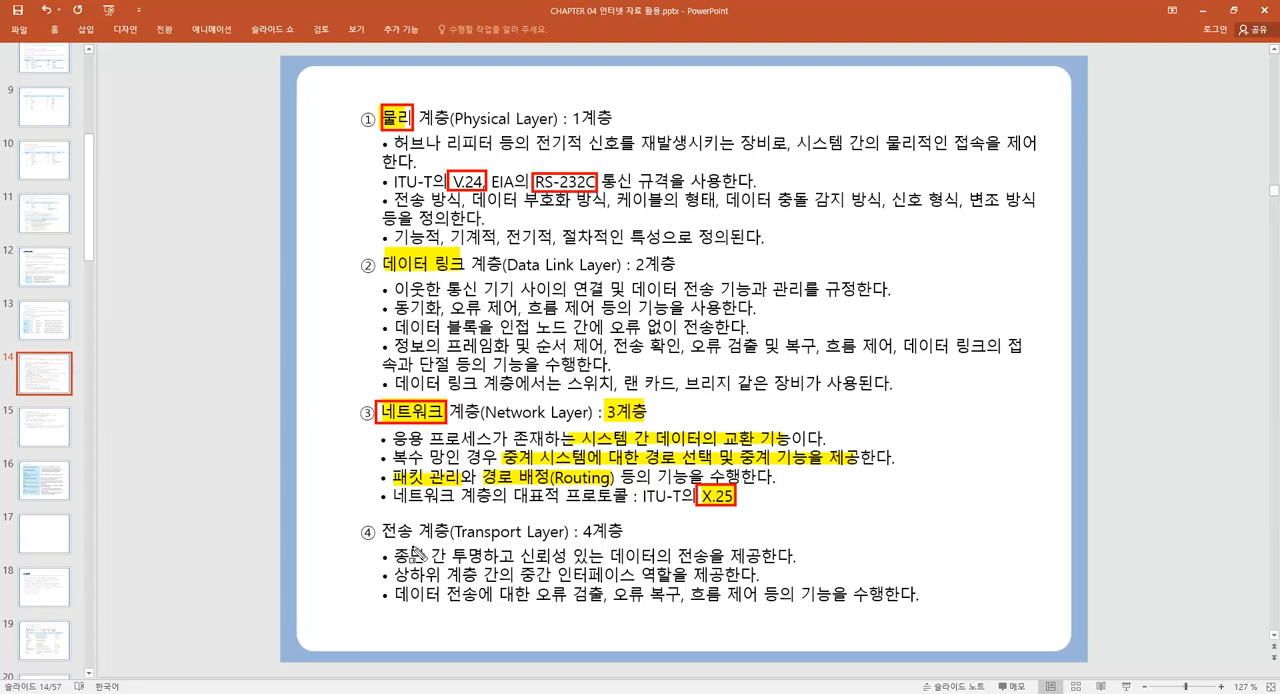 CHAPTER 04 인터넷 자료 활용.pptx - PowerPoint
파일 홈 삽입 디자인 전환 애니메이션 슬라이드 쇼 검토 보기 추가 기능 수행할 작업을 알려 주세요. 로그인 공유
9
10
11
12
13
14
15
16
17
18
19
20
① 물리 계층(Physical Layer) : 1계층
• 허브나 리피터 등의 전기적 신호를 재발생시키는 장비로, 시스템 간의 물리적인 접속을 제어
한다.
• ITU-T의 V.24, EIA의 RS-232C 통신 규격을 사용한다.
• 전송 방식, 데이터 부호화 방식, 케이블의 형태, 데이터 충돌 감지 방식, 신호 형식, 변조 방식
등을 정의한다.
• 기능적, 기계적, 전기적, 절차적인 특성으로 정의된다.
② 데이터 링크 계층(Data Link Layer) : 2계층
• 이웃한 통신 기기 사이의 연결 및 데이터 전송 기능과 관리를 규정한다.
• 동기화, 오류 제어, 흐름 제어 등의 기능을 사용한다.
• 데이터 블록을 인접 노드 간에 오류 없이 전송한다.
• 정보의 프레임화 및 순서 제어, 전송 확인, 오류 검출 및 복구, 흐름 제어, 데이터 링크의 접
속과 단절 등의 기능을 수행한다.
• 데이터 링크 계층에서는 스위치, 랜 카드, 브리지 같은 장비가 사용된다.
③ 네트워크 계층(Network Layer) : 3계층
• 응용 프로세스가 존재하는 시스템 간 데이터의 교환 기능이다.
• 복수 망인 경우 중계 시스템에 대한 경로 선택 및 중계 기능을 제공한다.
• 패킷 관리와 경로 배정(Routing) 등의 기능을 수행한다.
• 네트워크 계층의 대표적 프로토콜 : ITU-T의 X.25
④ 전송 계층(Transport Layer) : 4계층
• 종단 간 투명하고 신뢰성 있는 데이터의 전송을 제공한다.
• 상하위 계층 간의 중간 인터페이스 역할을 제공한다.
• 데이터 전송에 대한 오류 검출, 오류 복구, 흐름 제어 등의 기능을 수행한다.
슬라이드 14/57 한국어 슬라이드 노트 메모 127 %